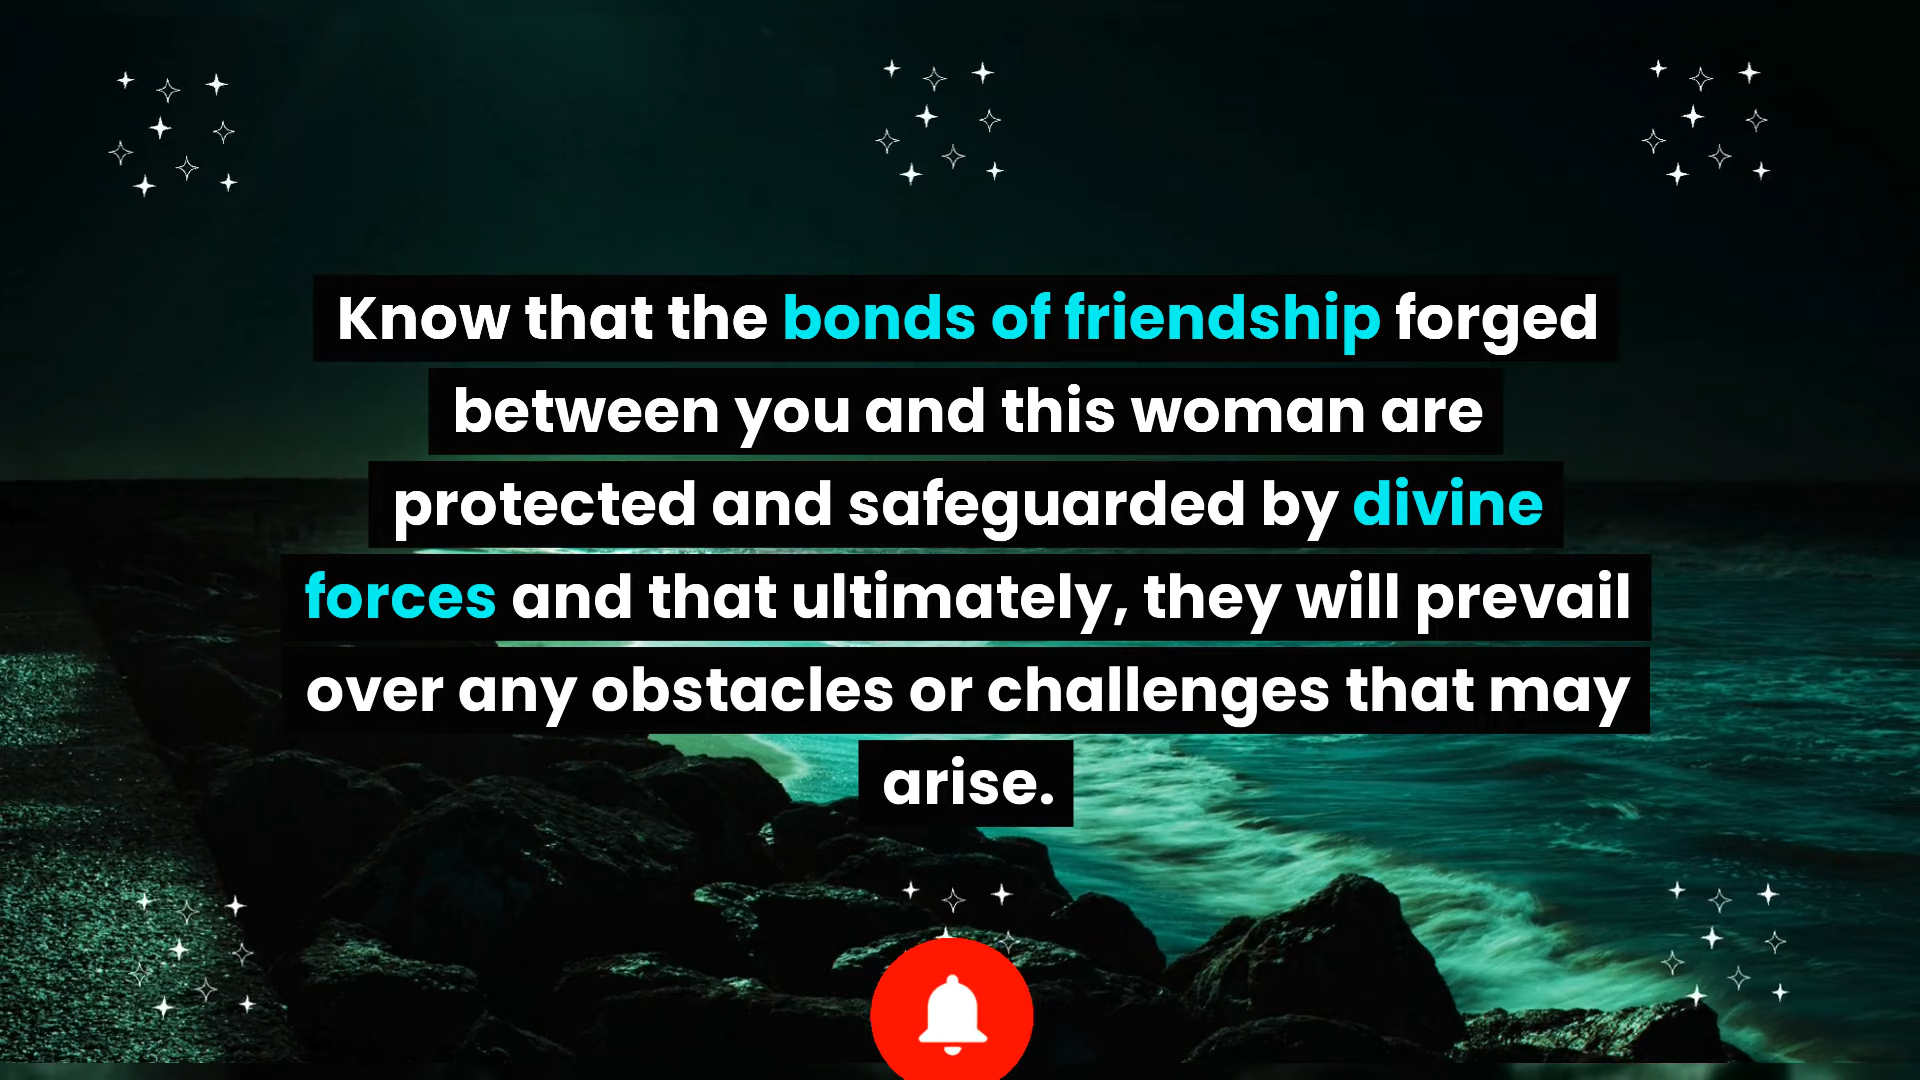 Know that the bonds of friendship forged
between you and this woman are
protected and safeguarded by divine
forces and that ultimately, they will prevail
over any obstacles or challenges that may
arise.